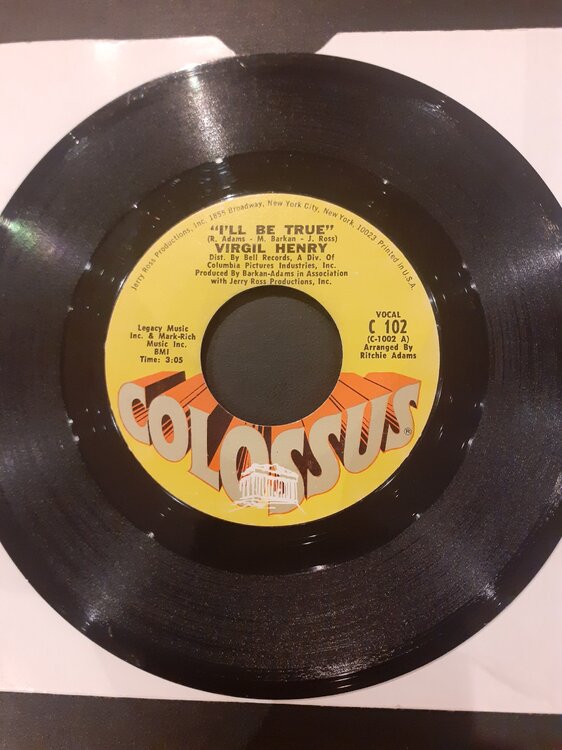 Jerry Ross Productions, Inc. 1855 Broadway, New York City, New York, 10023 Printed in U.S.A.
"I'LL BE TRUE"
(R. Adams - M. Barkan - J. Ross)
VIRGIL HENRY
Dist. By Bell Records, A Div. Of
Columbia Pictures Industries, Inc.
Produced By Barkan-Adams in Association
with Jerry Ross Productions, Inc.
Legacy Music
Inc. & Mark-Rich
Music Inc.
BMI
Time: 3:05
VOCAL
C 102
(C-1002 A)
Arranged By
Ritchie Adams
COLOSSUS®